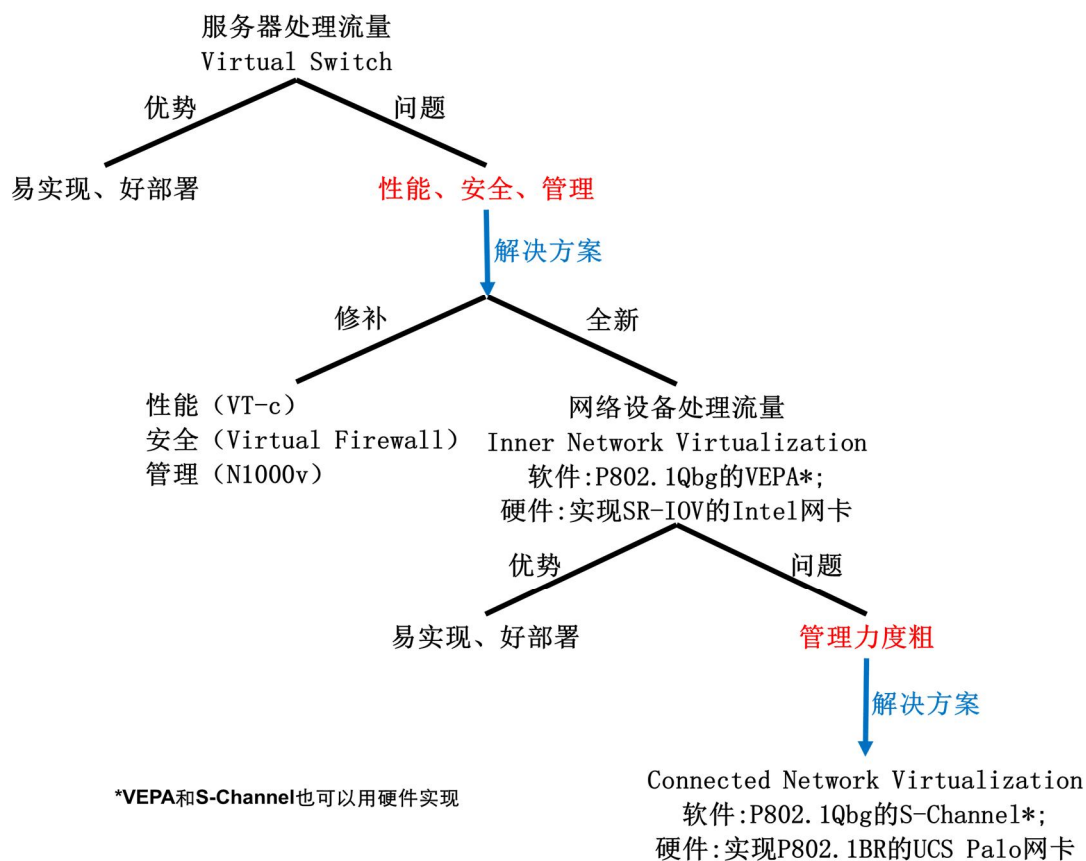 服务器处理流量
Virtual Switch
优势
问题
易实现、好部署
性能、安全、管理
解决方案
修补
全新
性能（VT-c）
安全（Virtual Firewall）
管理（N1000v）
网络设备处理流量
Inner Network Virtualization
软件:P802.1Qbg的VEPA*;
硬件:实现SR-IOV的Intel网卡
优势
问题
易实现、好部署
管理力度粗
解决方案
Connected Network Virtualization
软件:P802.1Qbg的S-Channel*;
硬件:实现P802.1BR的UCS Palo网卡
*VEPA和S-Channel也可以用硬件实现